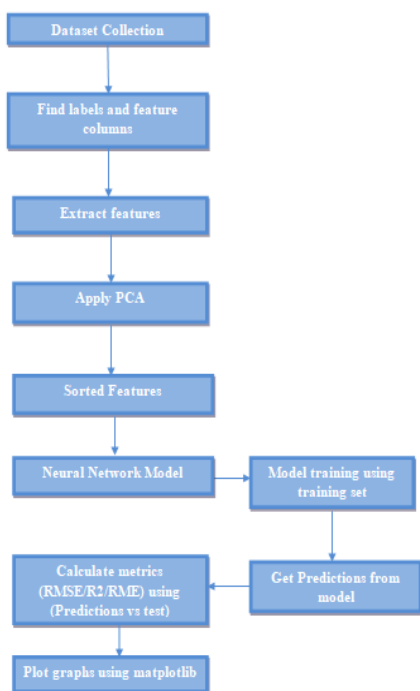 Dataset Collection
Find labels and feature
columns
Extract features
Apply PCA
Sorted Features
Neural Network Model
Model training using
training set
Get Predictions from
model
Calculate metrics
(RMSE/R2/RME) using
(Predictions vs test)
Plot graphs using matplotlib